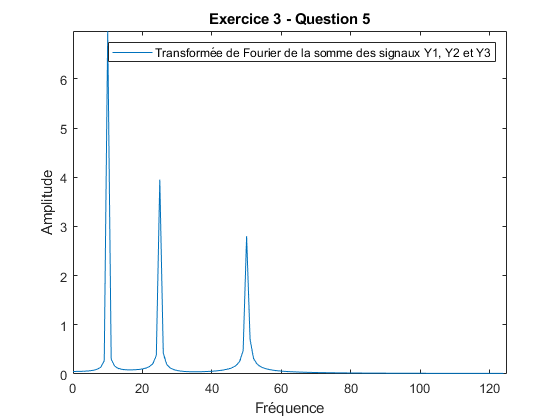 Exercice 3 - Question 5
Transformée de Fourier de la somme des signaux Y1, Y2 et Y3
Amplitude
6
5
4
3
2
1
0
0 20 40 60 80 100 120
Fréquence